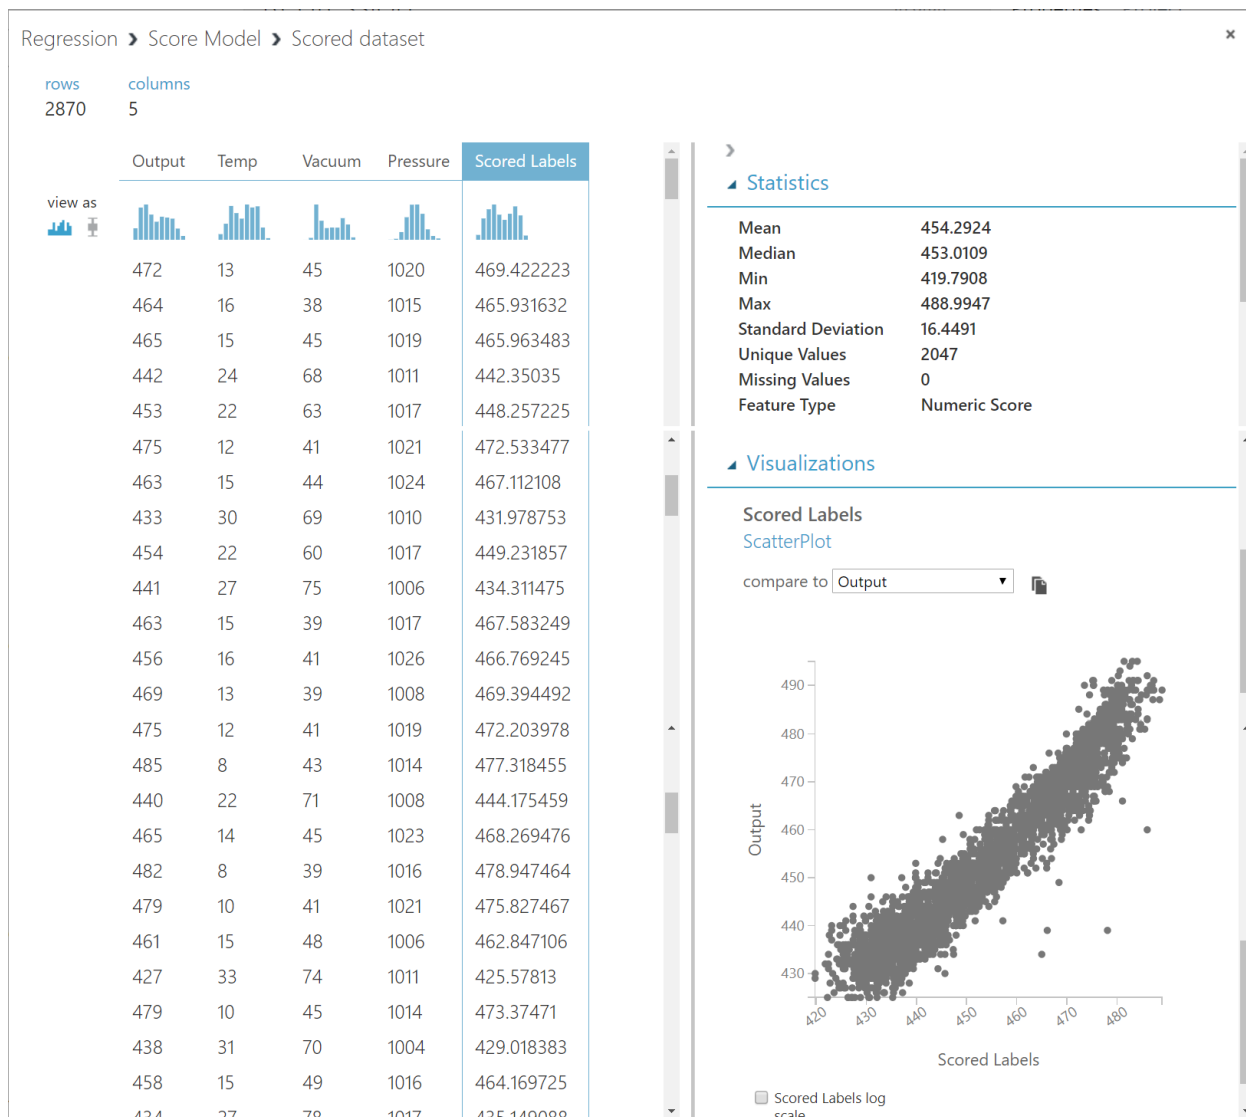 Regression > Score Model > Scored dataset
rows columns
2870 5
Output Temp Vacuum Pressure Scored Labels
view as
472 13 45 1020 469.422223
464 16 38 1015 465.931632
465 15 45 1019 465.963483
442 24 68 1011 442.35035
453 22 63 1017 448.257225
475 12 41 1021 472.533477
463 15 44 1024 467.112108
433 30 69 1010 431.978753
454 22 60 1017 449.231857
441 27 75 1006 434.311475
463 15 39 1017 467.583249
456 16 41 1026 466.769245
469 13 39 1008 469.394492
475 12 41 1019 472.203978
485 8 43 1014 477.318455
440 22 71 1008 444.175459
465 14 45 1023 468.269476
482 8 39 1016 478.947464
479 10 41 1021 475.827467
461 15 48 1006 462.847106
427 33 74 1011 425.57813
479 10 45 1014 473.37471
438 31 70 1004 429.018383
458 15 49 1016 464.169725
434 27 78 1017 435.149088
Statistics
Mean 454.2924
Median 453.0109
Min 419.7908
Max 488.9947
Standard Deviation 16.4491
Unique Values 2047
Missing Values 0
Feature Type Numeric Score
Visualizations
Scored Labels
ScatterPlot
compare to Output
490
480
470
460
450
440
430
Output
420 430 440 450 460 470 480
Scored Labels
Scored Labels log
scale